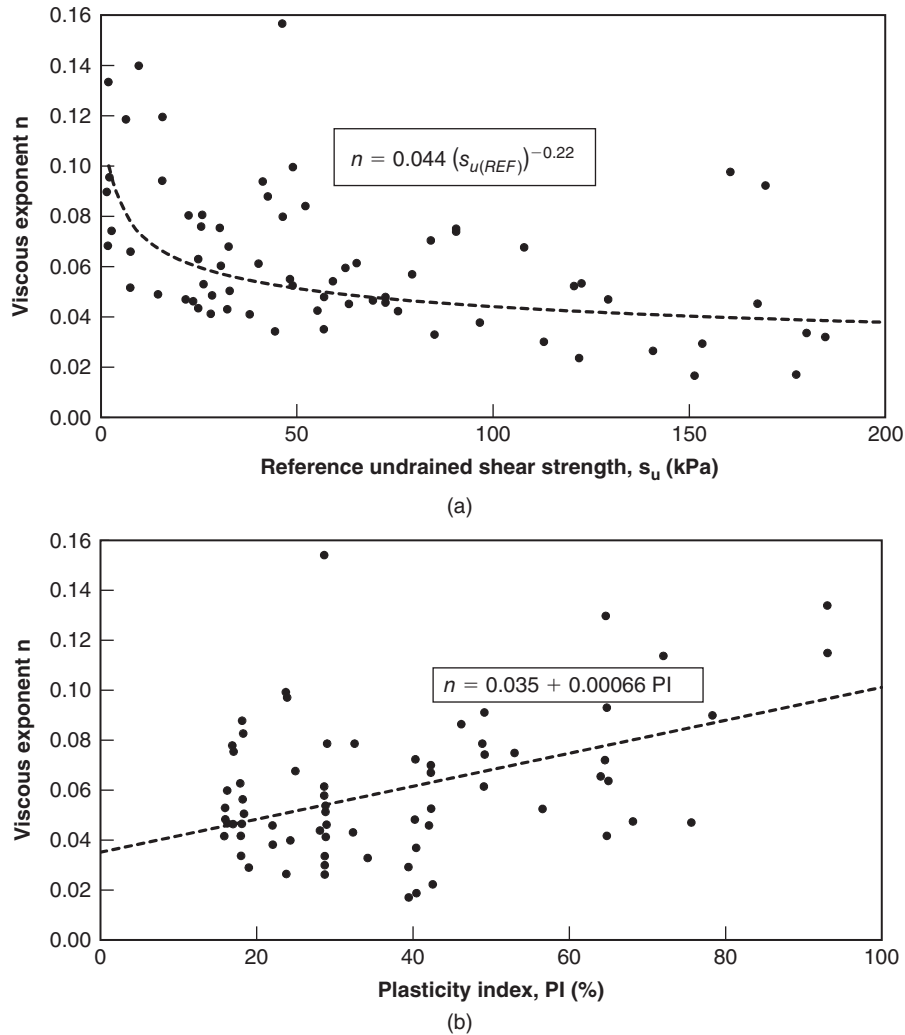 0.16
0.14
0.12
0.10
0.08
0.06
0.04
0.02
0.00
Viscous exponent n
n = 0.044 (s_{u(REF)})^{−0.22}
0 50 100 150 200
Reference undrained shear strength, s_u (kPa)
(a)
0.16
0.14
0.12
0.10
0.08
0.06
0.04
0.02
0.00
Viscous exponent n
n = 0.035 + 0.00066 PI
20 40 60 80 100
Plasticity index, PI (%)
(b)